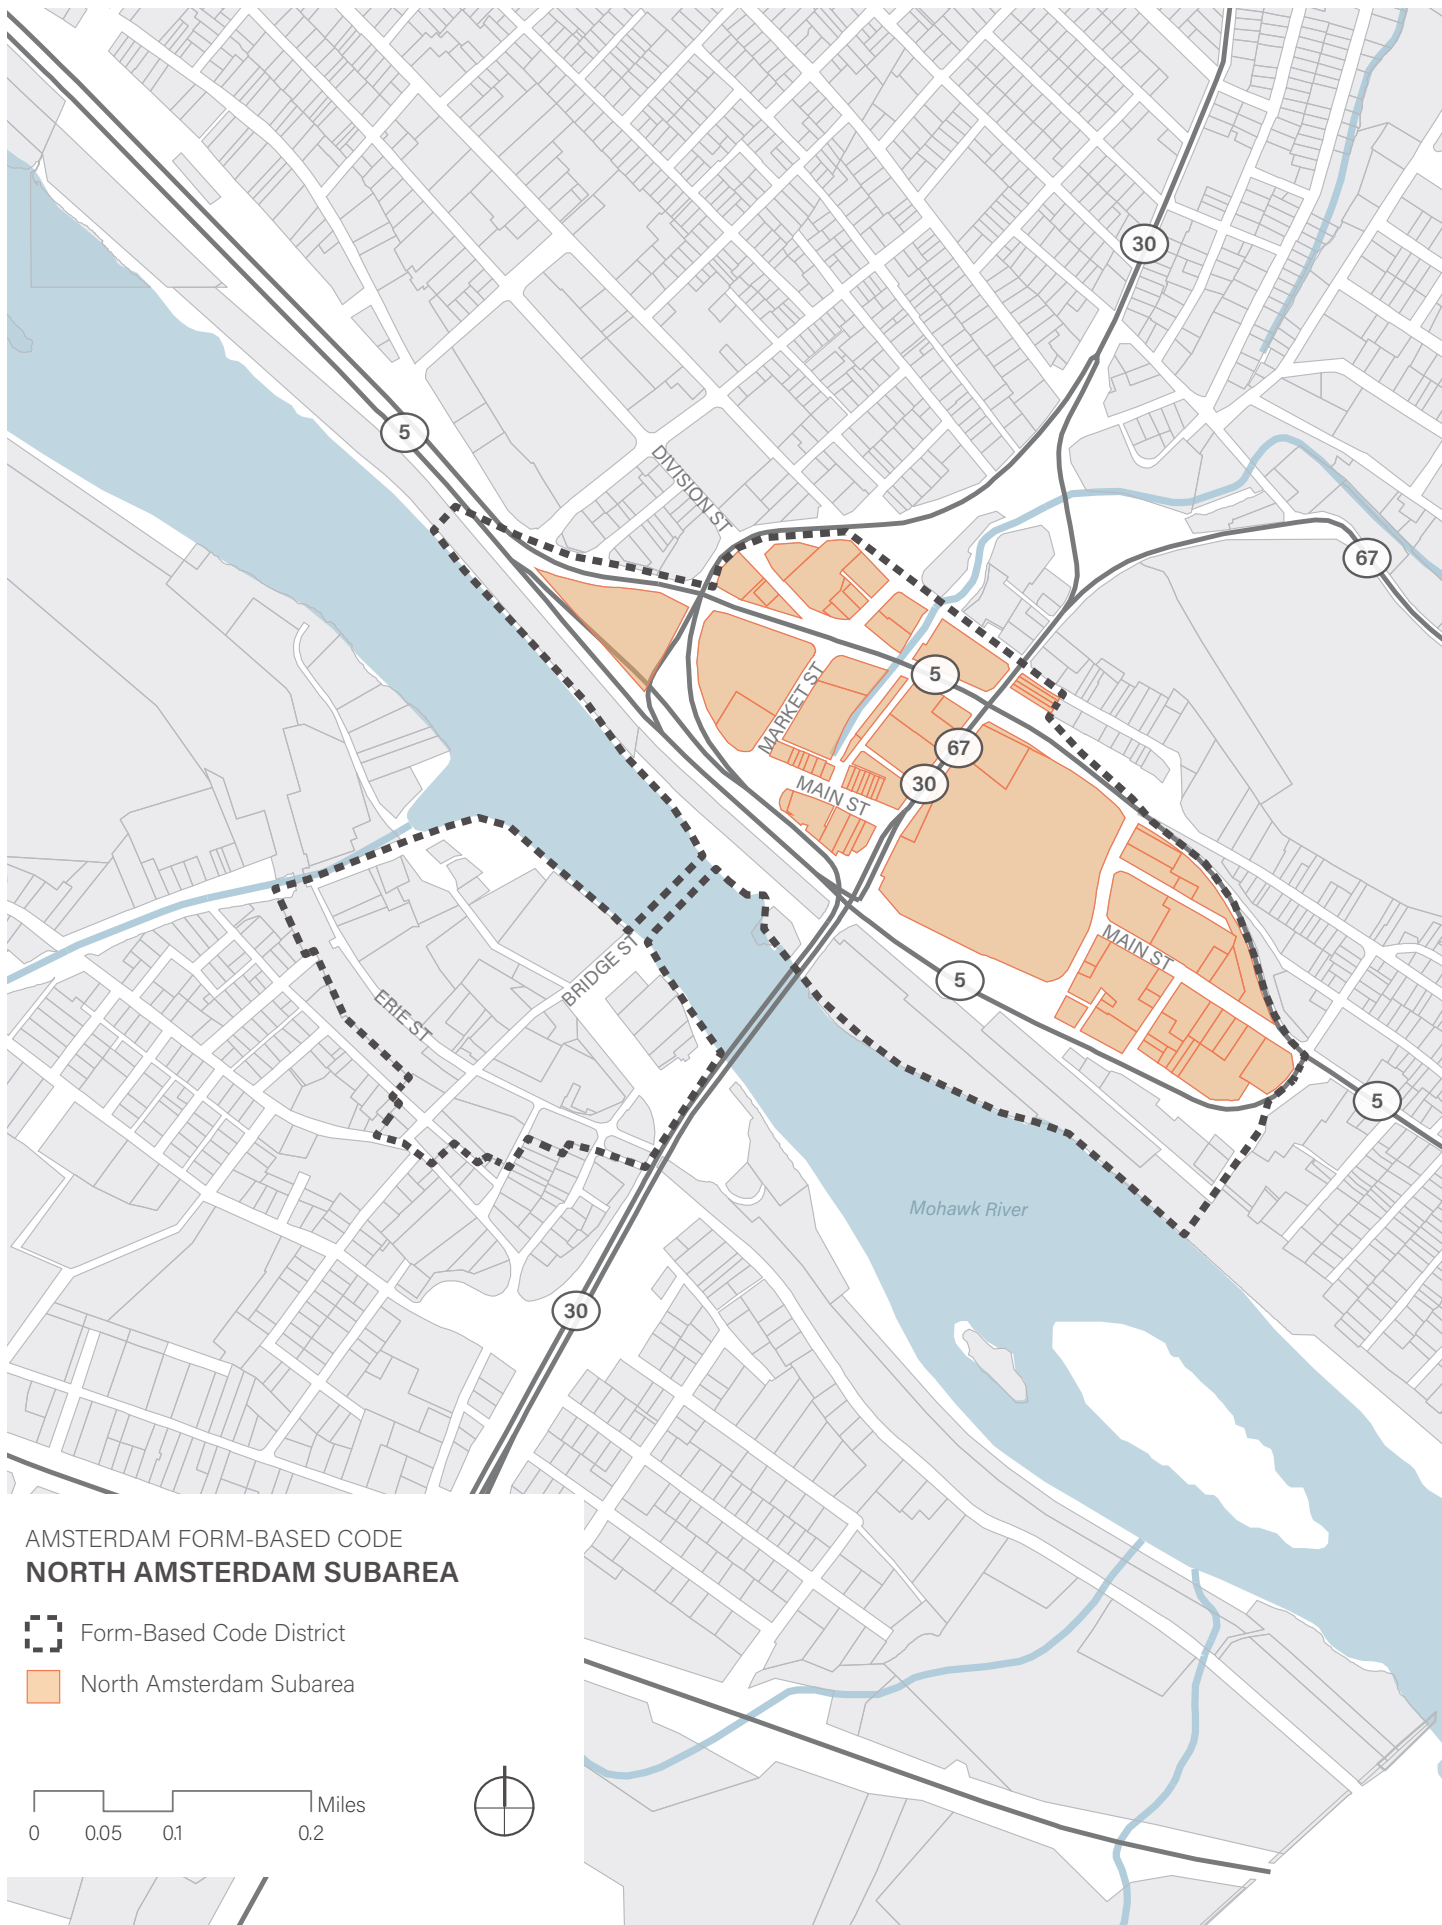 30
5
DIVISION ST
67
5
MARKET ST
67
30
MAIN ST
MAIN ST
5
BRIDGE ST
ERIE ST
5
Mohawk River
30
AMSTERDAM FORM-BASED CODE
NORTH AMSTERDAM SUBAREA
Form-Based Code District
North Amsterdam Subarea
Miles
0 0.05 0.1 0.2